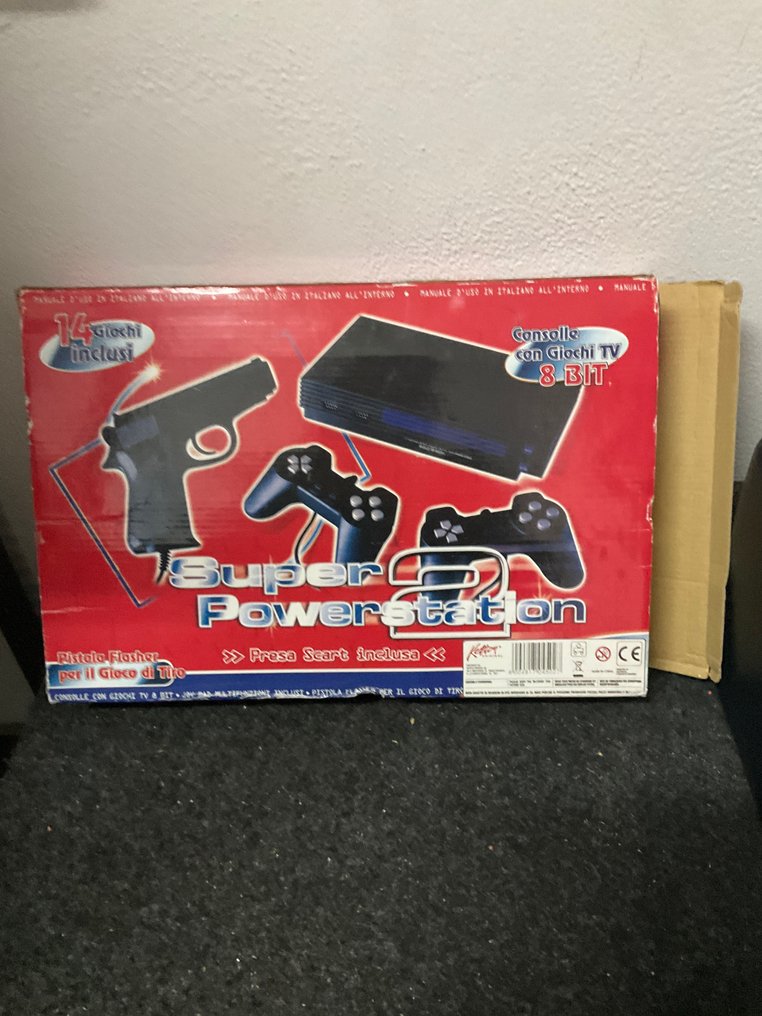 MANUALE D'USO IN ITALIANO ALL'INTERNO • MANUALE D'USO IN ITALIANO ALL'INTERNO • MANUALE D'USO IN ITALIANO ALL'INTERNO • MANUALE
14 Giochi
inclusi
Consolle
con Giochi TV
8 BIT
Super
Powerstation
2
Pistola Flasher
per il Gioco di Tiro
>> Presa Scart inclusa <<
CE
CONSOLLE CON GIOCHI TV 8 BIT • JOY-PAD MULTIFUNZIONE INCLUSI • PISTOLA FLASHER PER IL GIOCO DI TIRO